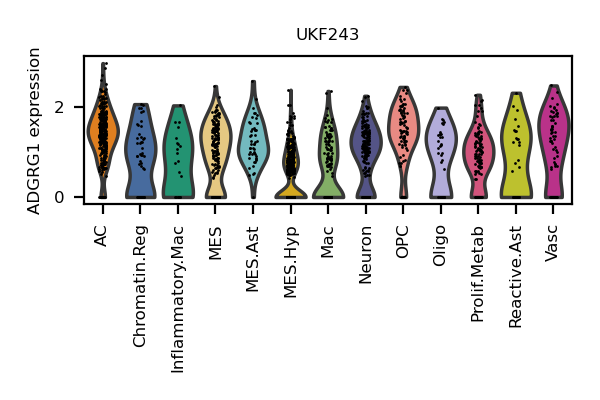 UKF243
ADGRG1 expression
2
0
AC
Chromatin.Reg
Inflammatory.Mac
MES
MES.Ast
MES.Hyp
Mac
Neuron
OPC
Oligo
Prolif.Metab
Reactive.Ast
Vasc